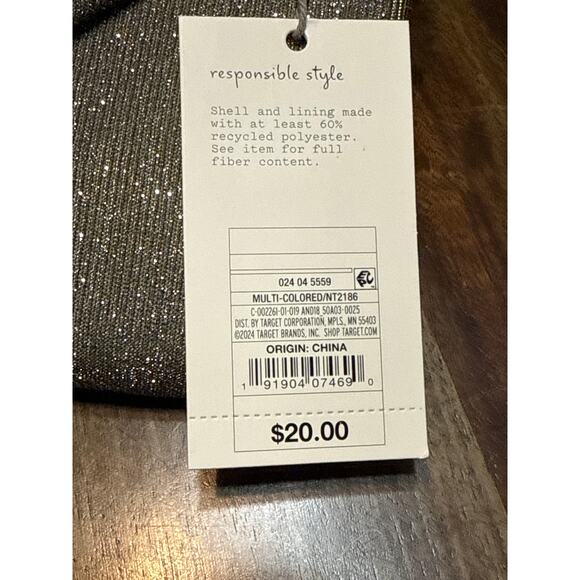 responsible style
Shell and lining made
with at least 60%
recycled polyester.
See item for full
fiber content.
024 04 5559
MULTI-COLORED/NT2186
C-002261-01-019 AND18_50A03-0025
DIST. BY TARGET CORPORATION, MPLS., MN 55403
©2024 TARGET BRANDS, INC. SHOP TARGET.COM
ORIGIN: CHINA
1 91904 07469 0
$20.00